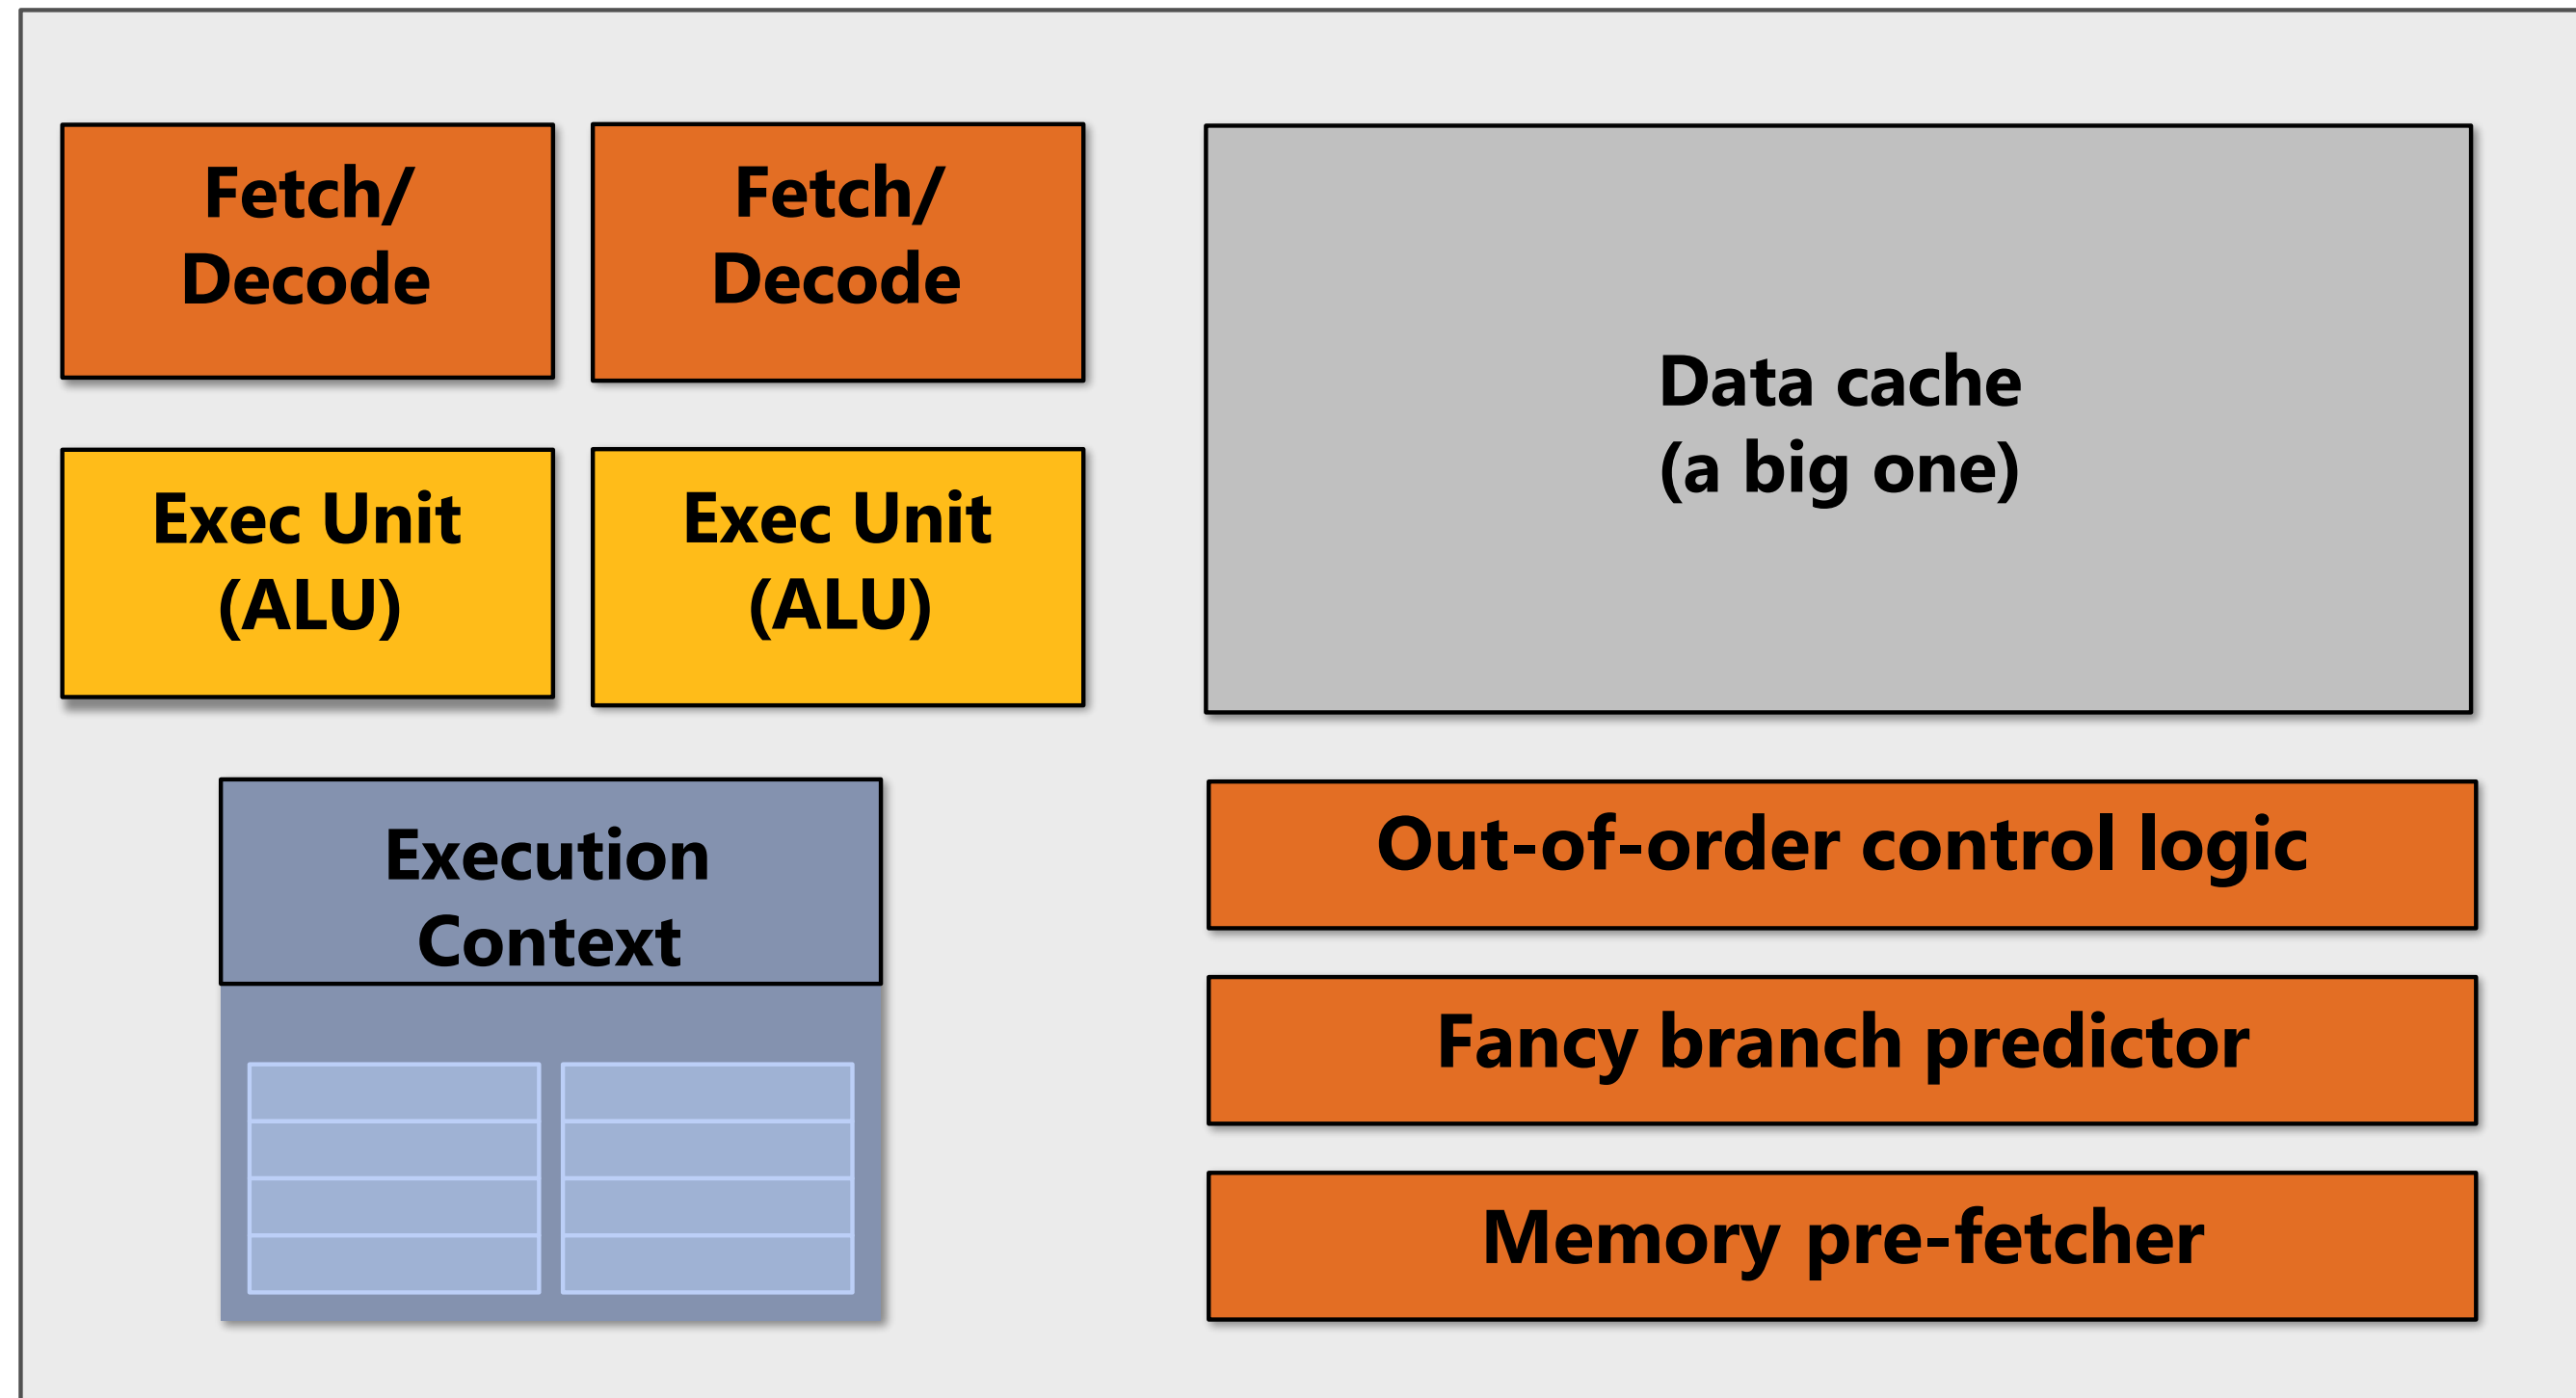 Fetch/
Decode
Fetch/
Decode
Exec Unit
(ALU)
Exec Unit
(ALU)
Execution
Context
Data cache
(a big one)
Out-of-order control logic
Fancy branch predictor
Memory pre-fetcher